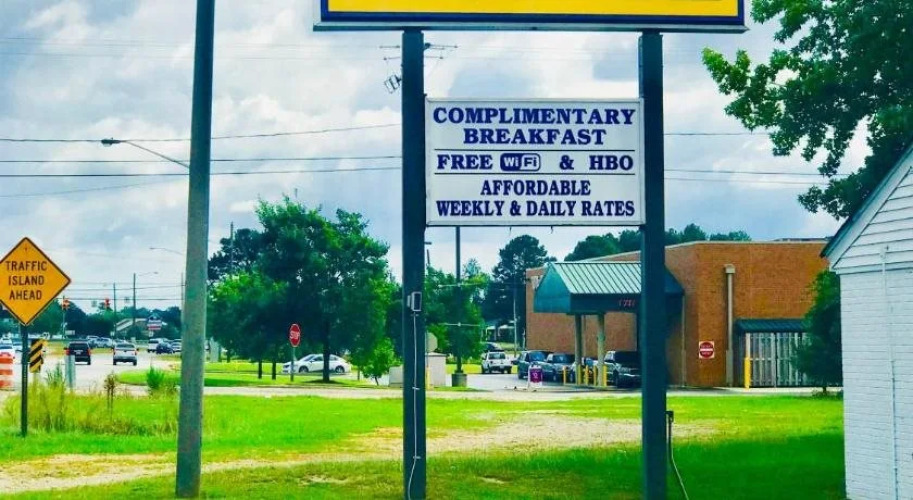 COMPLIMENTARY
BREAKFAST
FREE WiFi & HBO
AFFORDABLE
WEEKLY & DAILY RATES
TRAFFIC
ISLAND
AHEAD
STOP